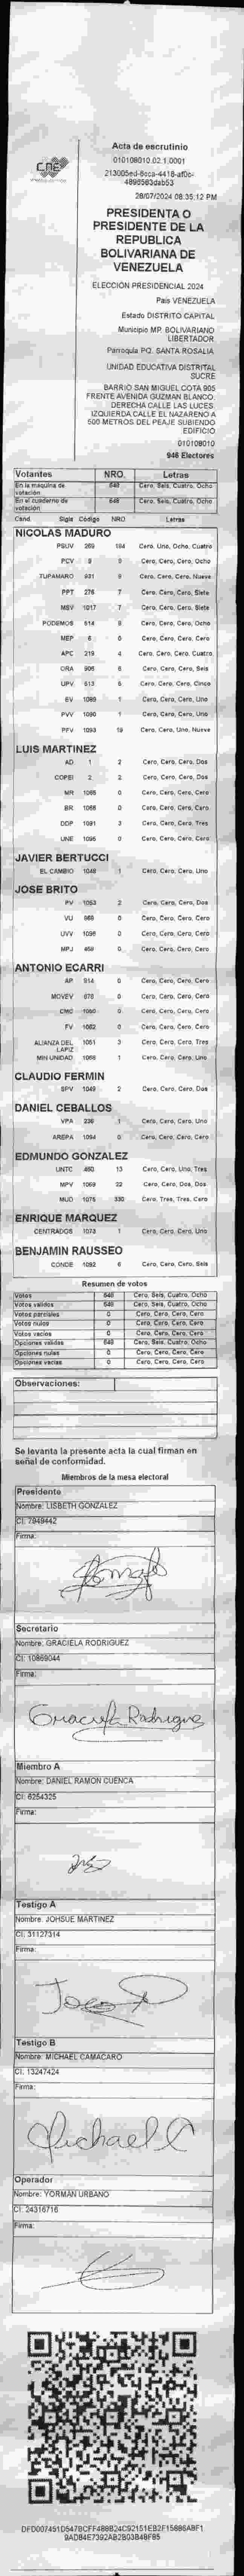 CNE
Acta de escrutinio
010108010.02.1.0001
28/07/2024 08:35:12 PM
PRESIDENTA O
PRESIDENTE DE LA
REPUBLICA
BOLIVARIANA DE
VENEZUELA
ELECCIÓN PRESIDENCIAL 2024
País VENEZUELA
Estado DISTRITO CAPITAL
Municipio MP. BOLIVARIANO
LIBERTADOR
Parroquia PQ. SANTA ROSALIA
UNIDAD EDUCATIVA DISTRITAL
SUCRE
BARRIO SAN MIGUEL COTA 905
FRENTE AVENIDA GUZMAN BLANCO.
DERECHA CALLE LAS LUCES.
IZQUIERDA CALLE EL NAZARENO A
500 METROS DEL PEAJE SUBIENDO
EDIFICIO
010108010
946 Electores
Votantes NRO. Letras
En la maquina de votación 648 Cero, Seis, Cuatro, Ocho
En el cuaderno de votación 648 Cero, Seis, Cuatro, Ocho
Cand. Sigla Código NRO Letras
NICOLAS MADURO
PSUV 269 184 Cero, Uno, Ocho, Cuatro
PCV 8 Cero, Cero, Cero, Ocho
TUPAMARO 931 9 Cero, Cero, Cero, Nueve
PPT 276 7 Cero, Cero, Cero, Siete
MSV 1017 7 Cero, Cero, Cero, Siete
PODEMOS 514 8 Cero, Cero, Cero, Ocho
MEP 6 0 Cero, Cero, Cero, Cero
APC 219 4 Cero, Cero, Cero, Cuatro
ORA 906 6 Cero, Cero, Cero, Seis
UPV 513 5 Cero, Cero, Cero, Cinco
EV 1089 1 Cero, Cero, Cero, Uno
PVV 1090 1 Cero, Cero, Cero, Uno
PFV 1093 19 Cero, Cero, Uno, Nueve
LUIS MARTINEZ
AD 1 2 Cero, Cero, Cero, Dos
COPEI 2 2 Cero, Cero, Cero, Dos
MR 1065 0 Cero, Cero, Cero, Cero
BR 1068 0 Cero, Cero, Cero, Cero
DDP 1091 3 Cero, Cero, Cero, Tres
UNE 1095 0 Cero, Cero, Cero, Cero
JAVIER BERTUCCI
EL CAMBIO 1048 1 Cero, Cero, Cero, Uno
JOSE BRITO
PV 1053 2 Cero, Cero, Cero, Dos
VU 868 0 Cero, Cero, Cero, Cero
UVV 1096 0 Cero, Cero, Cero, Cero
MPJ 959 0 Cero, Cero, Cero, Cero
ANTONIO ECARRI
AP 914 0 Cero, Cero, Cero, Cero
MOVEV 678 0 Cero, Cero, Cero, Cero
CMC 1050 0 Cero, Cero, Cero, Cero
FV 1062 0 Cero, Cero, Cero, Cero
ALIANZA DEL LAPIZ 1051 3 Cero, Cero, Cero, Tres
MIN UNIDAD 1066 1 Cero, Cero, Cero, Uno
CLAUDIO FERMIN
SPV 1049 2 Cero, Cero, Cero, Dos
DANIEL CEBALLOS
VPA 236 1 Cero, Cero, Cero, Uno
AREPA 1094 0 Cero, Cero, Cero, Cero
EDMUNDO GONZALEZ
UNTC 850 13 Cero, Cero, Uno, Tres
MPV 1069 22 Cero, Cero, Dos, Dos
MUD 1075 330 Cero, Tres, Tres, Cero
ENRIQUE MARQUEZ
CENTRADOS 1073 1 Cero, Cero, Cero, Uno
BENJAMIN RAUSSEO
CONDE 1092 6 Cero, Cero, Cero, Seis
Resumen de votos
Votos 648 Cero, Seis, Cuatro, Ocho
Votos validos 648 Cero, Seis, Cuatro, Ocho
Votos parciales 0 Cero, Cero, Cero, Cero
Votos nulos 0 Cero, Cero, Cero, Cero
Votos vacíos 0 Cero, Cero, Cero, Cero
Opciones validas 648 Cero, Seis, Cuatro, Ocho
Opciones nulas 0 Cero, Cero, Cero, Cero
Opciones vacías 0 Cero, Cero, Cero, Cero
Observaciones:
Se levanta la presente acta la cual firman en
señal de conformidad.
Miembros de la mesa electoral
Presidente
Nombre: LISBETH GONZALEZ
CI: 7949442
Firma:
Secretario
Nombre: GRACIELA RODRIGUEZ
CI: 10869044
Firma:
Graciela Rodriguez
Miembro A
Nombre: DANIEL RAMON CUENCA
CI: 6254325
Firma:
Testigo A
Nombre: JOHSUE MARTINEZ
CI: 31127314
Firma:
Testigo B
Nombre: MICHAEL CAMACARO
CI: 13247424
Firma:
Michael C
Operador
Nombre: YORMAN URBANO
CI: 24316716
Firma: